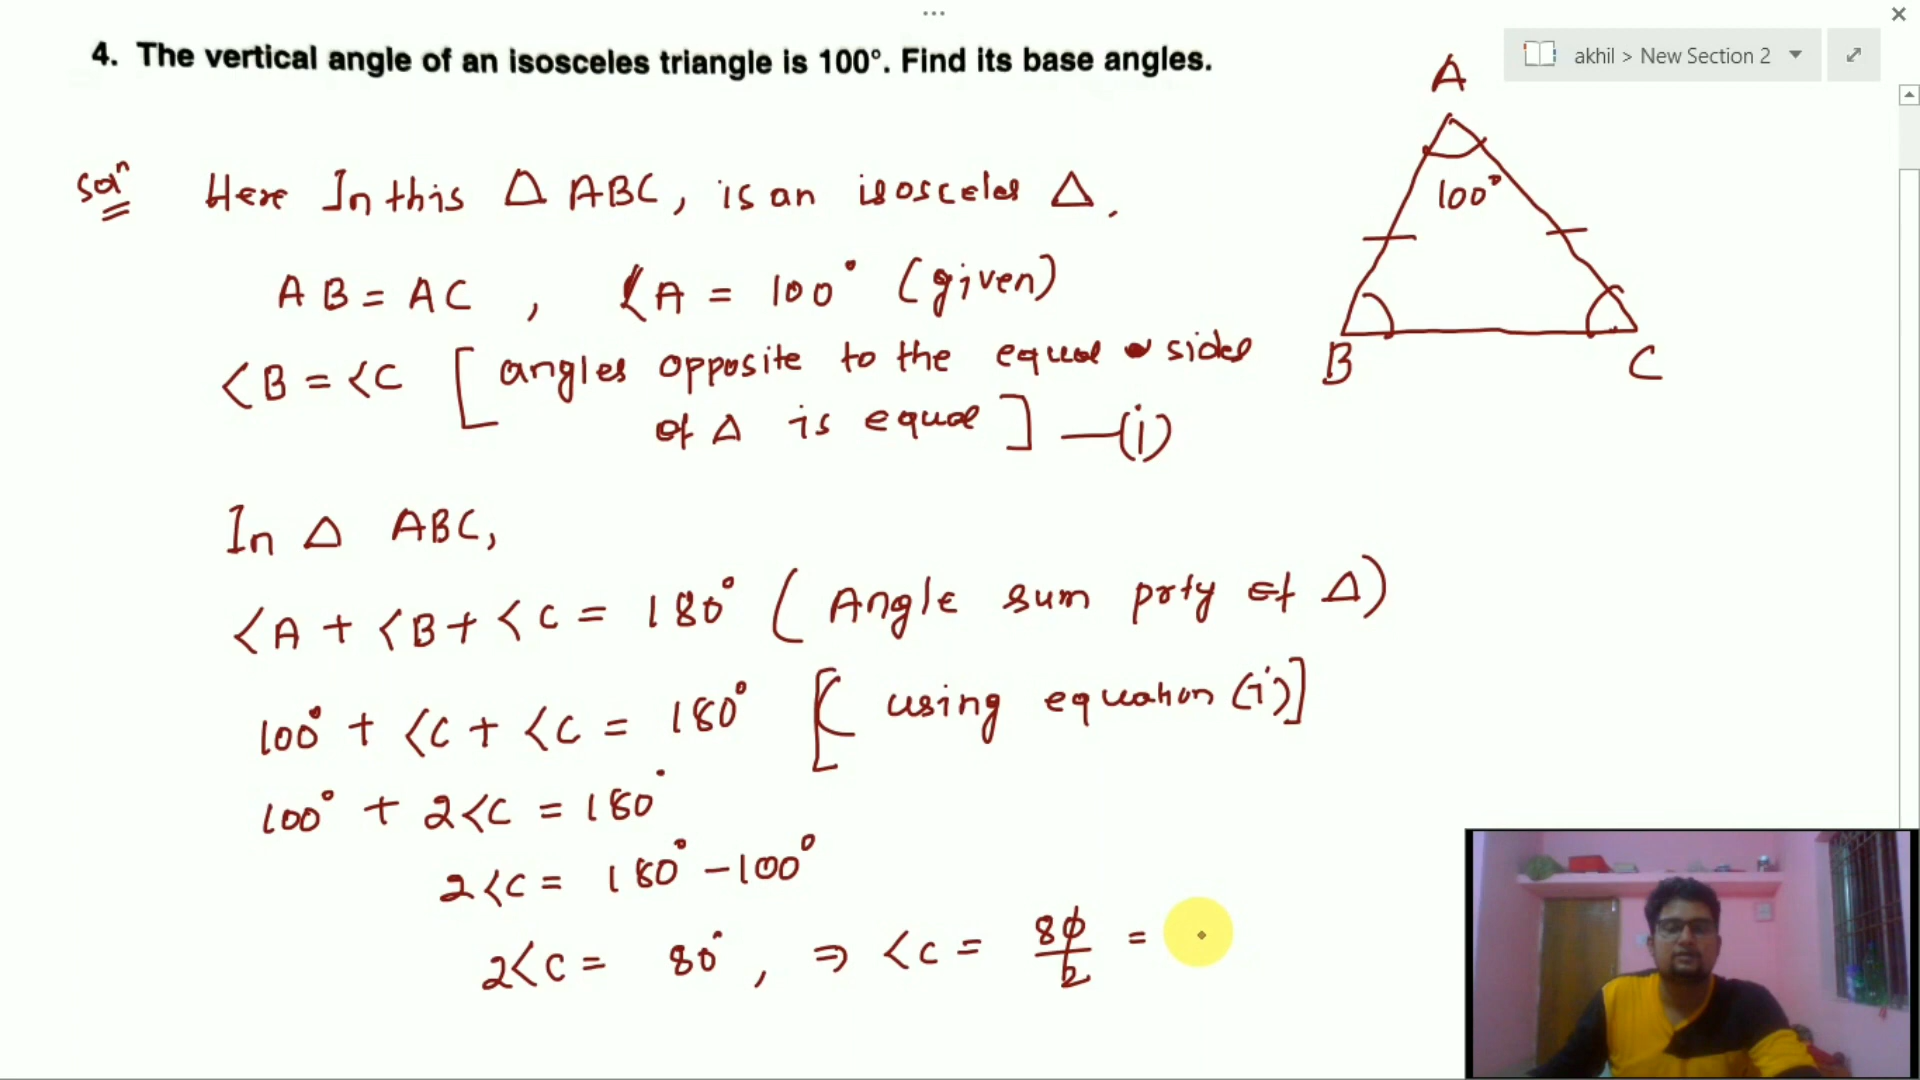 4. The vertical angle of an isosceles triangle is 100°. Find its base angles.
akhil > New Section 2
A
100°
B
C
Solⁿ Here In this Δ ABC, is an isosceles Δ.
AB = AC , ∠A = 100° (given)
<B = <C [angles opposite to the equal sides
of Δ is equal] —(i)
In Δ ABC,
<A + <B + <C = 180° (Angle sum prty of Δ)
100° + <C + <C = 180° [using equation (i)]
100° + 2<C = 180°
2<C = 180° - 100°
2<C = 80° , ⇒ <C = 80/2 =